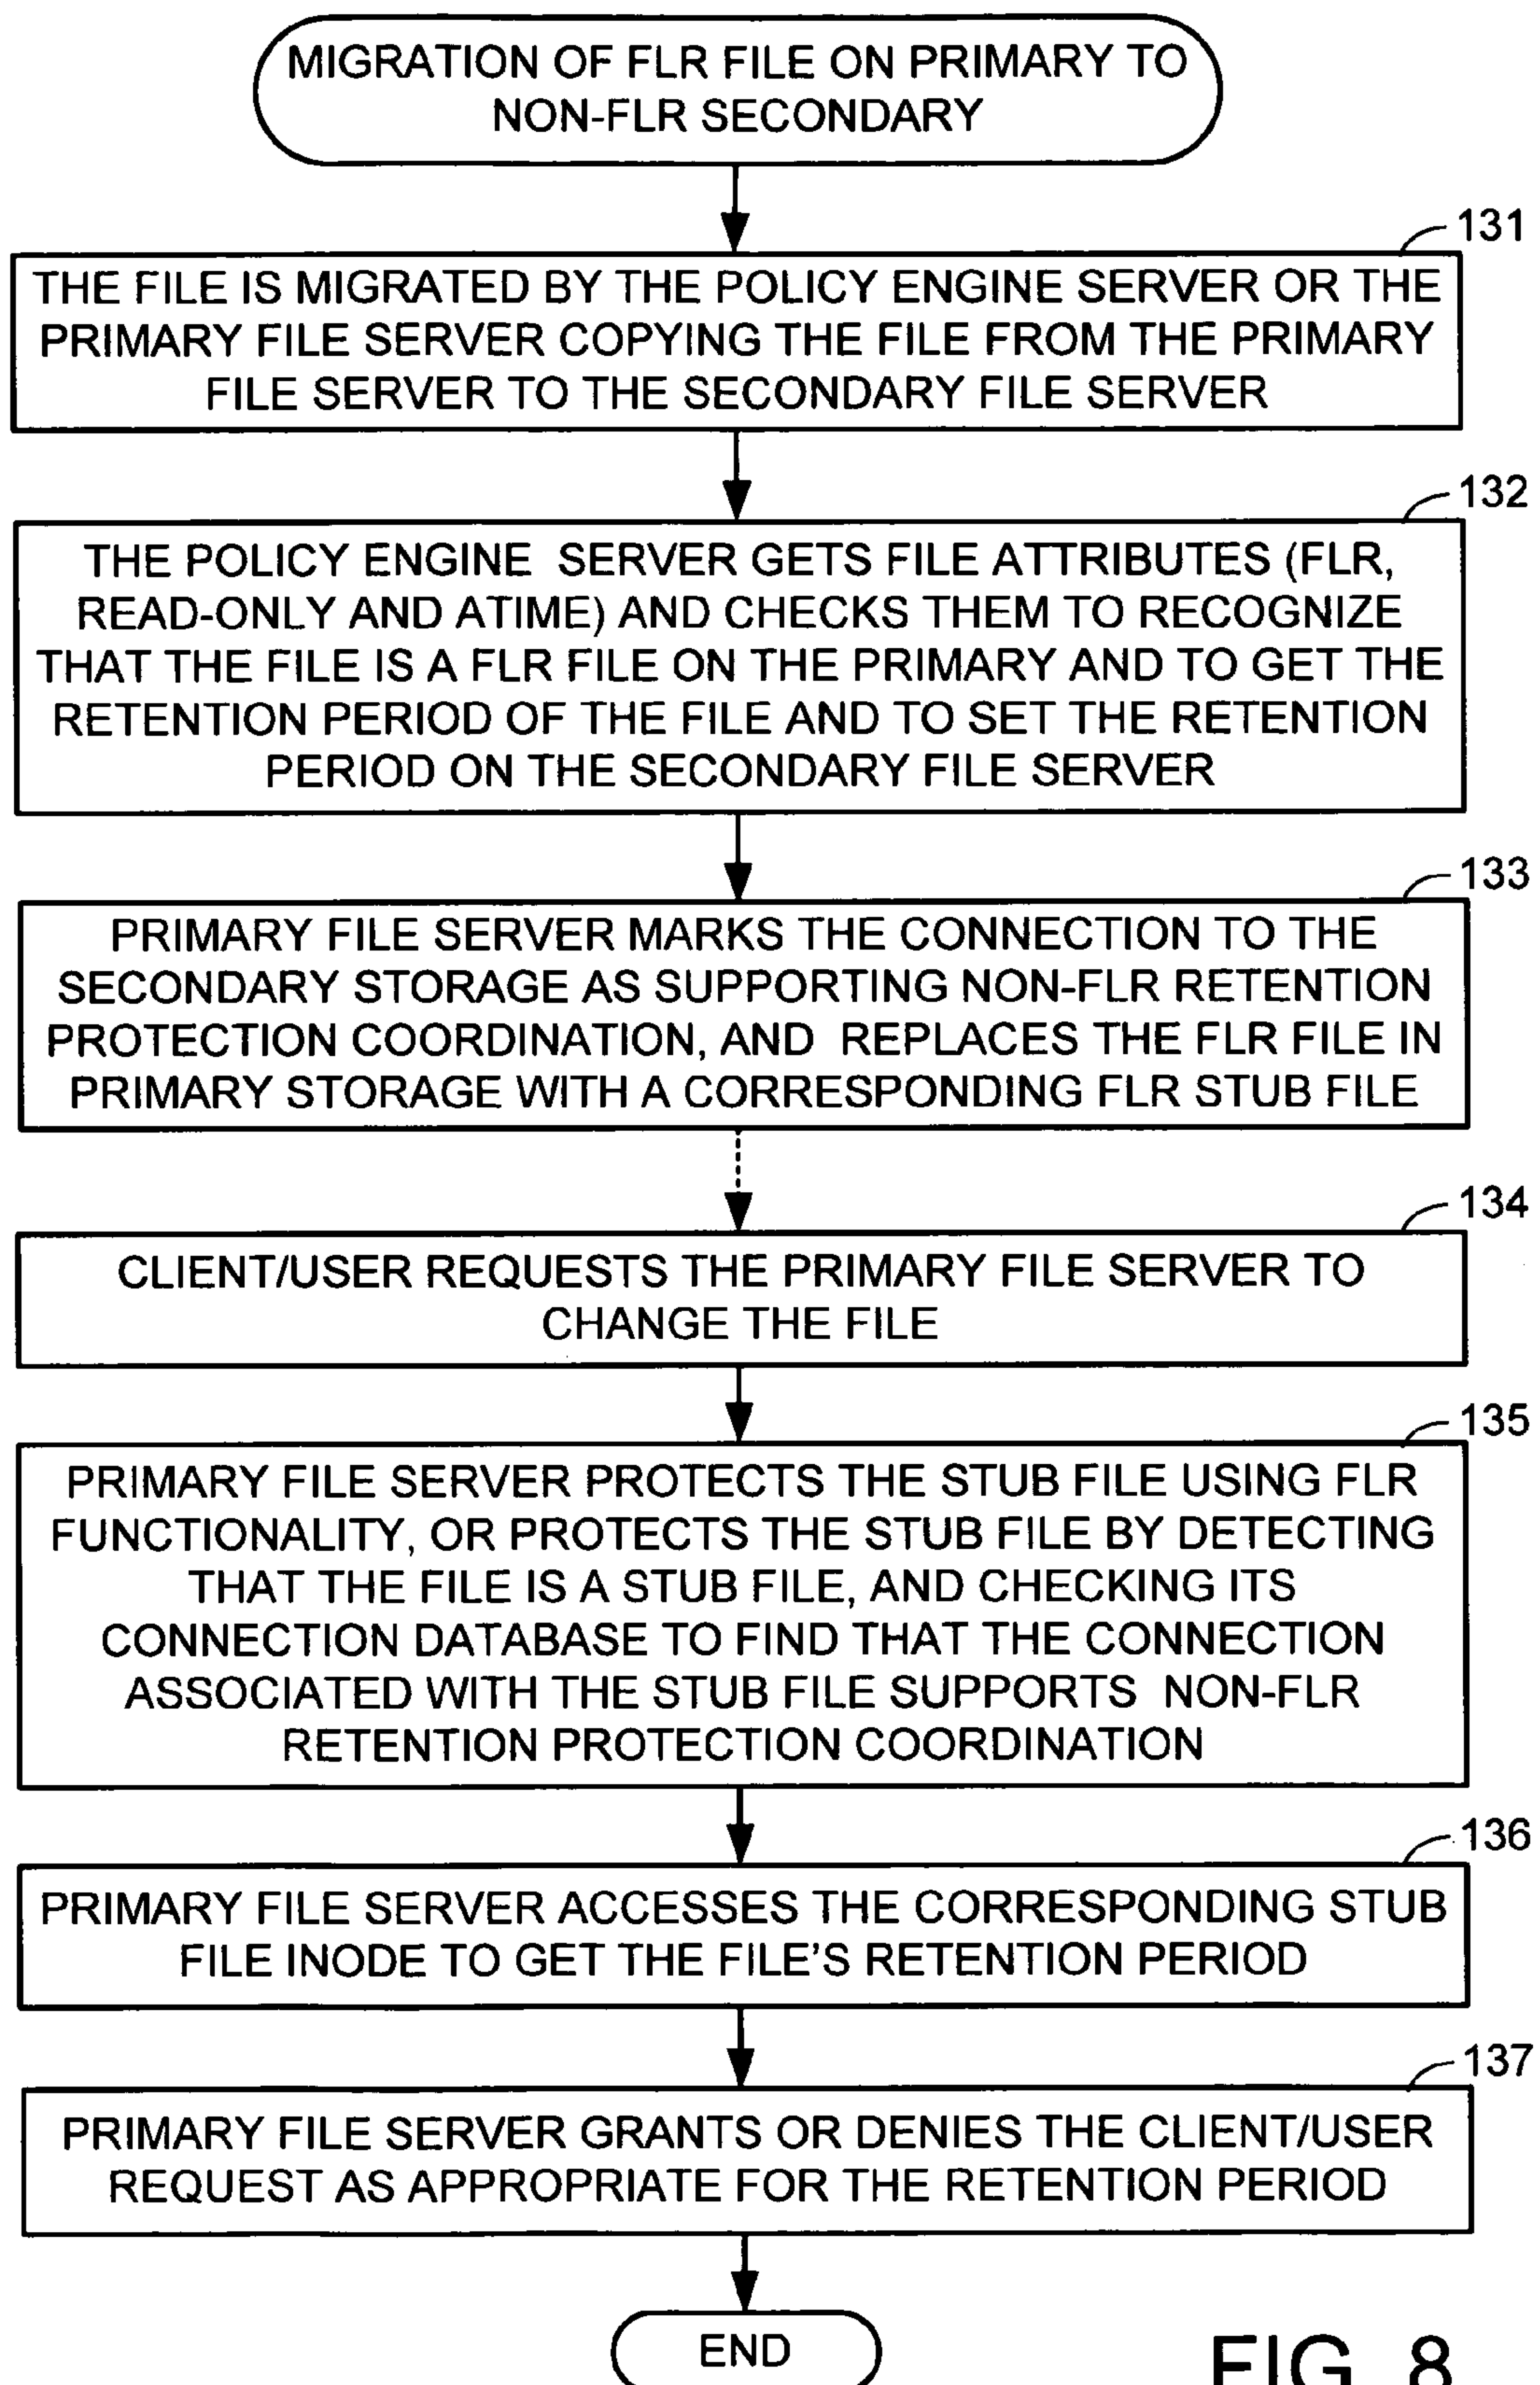 MIGRATION OF FLR FILE ON PRIMARY TO
NON-FLR SECONDARY
131
THE FILE IS MIGRATED BY THE POLICY ENGINE SERVER OR THE
PRIMARY FILE SERVER COPYING THE FILE FROM THE PRIMARY
FILE SERVER TO THE SECONDARY FILE SERVER
132
THE POLICY ENGINE SERVER GETS FILE ATTRIBUTES (FLR,
READ-ONLY AND ATIME) AND CHECKS THEM TO RECOGNIZE
THAT THE FILE IS A FLR FILE ON THE PRIMARY AND TO GET THE
RETENTION PERIOD OF THE FILE AND TO SET THE RETENTION
PERIOD ON THE SECONDARY FILE SERVER
133
PRIMARY FILE SERVER MARKS THE CONNECTION TO THE
SECONDARY STORAGE AS SUPPORTING NON-FLR RETENTION
PROTECTION COORDINATION, AND REPLACES THE FLR FILE IN
PRIMARY STORAGE WITH A CORRESPONDING FLR STUB FILE
134
CLIENT/USER REQUESTS THE PRIMARY FILE SERVER TO
CHANGE THE FILE
135
PRIMARY FILE SERVER PROTECTS THE STUB FILE USING FLR
FUNCTIONALITY, OR PROTECTS THE STUB FILE BY DETECTING
THAT THE FILE IS A STUB FILE, AND CHECKING ITS
CONNECTION DATABASE TO FIND THAT THE CONNECTION
ASSOCIATED WITH THE STUB FILE SUPPORTS NON-FLR
RETENTION PROTECTION COORDINATION
136
PRIMARY FILE SERVER ACCESSES THE CORRESPONDING STUB
FILE INODE TO GET THE FILE'S RETENTION PERIOD
137
PRIMARY FILE SERVER GRANTS OR DENIES THE CLIENT/USER
REQUEST AS APPROPRIATE FOR THE RETENTION PERIOD
END
FIG. 8